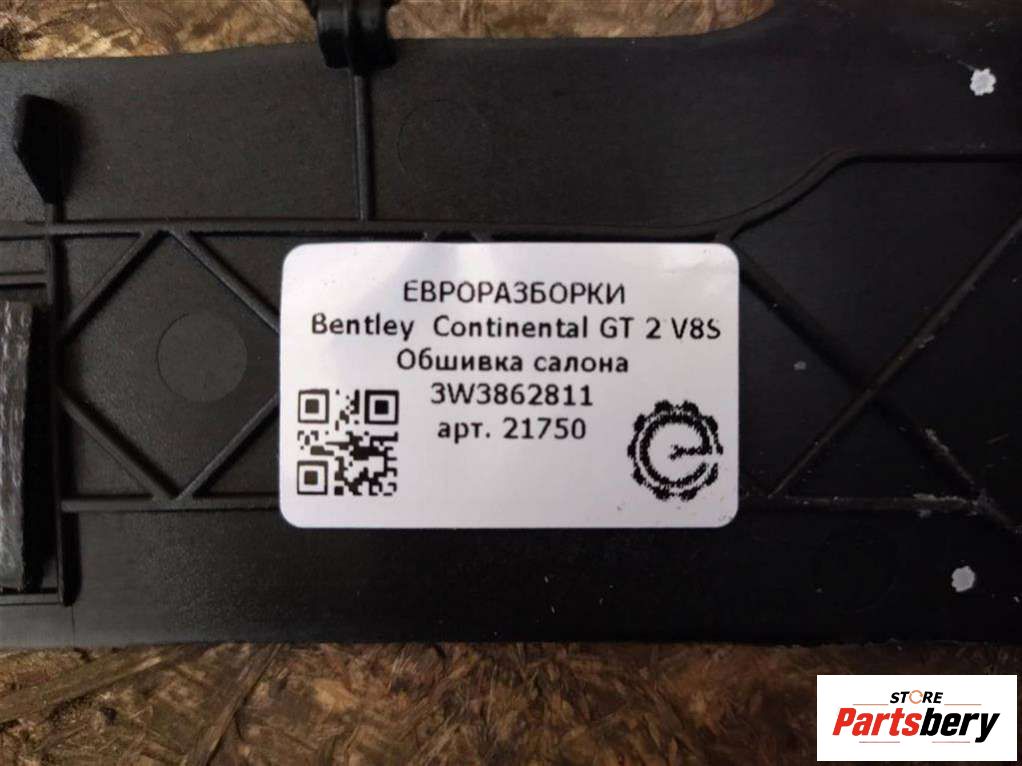 ЕВРОРАЗБОРКИ
Bentley Continental GT 2 V8S
Обшивка салона
3W3862811
арт. 21750
STORE
Partsbery